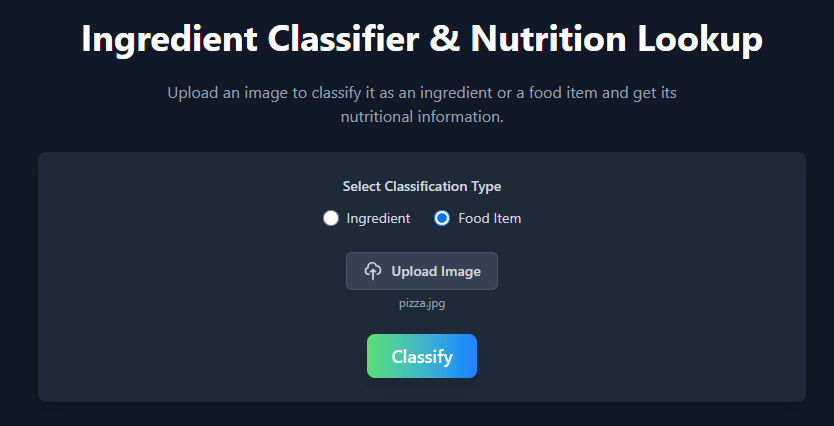 Ingredient Classifier & Nutrition Lookup
Upload an image to classify it as an ingredient or a food item and get its
nutritional information.
Select Classification Type
Ingredient Food Item
Upload Image
pizza.jpg
Classify